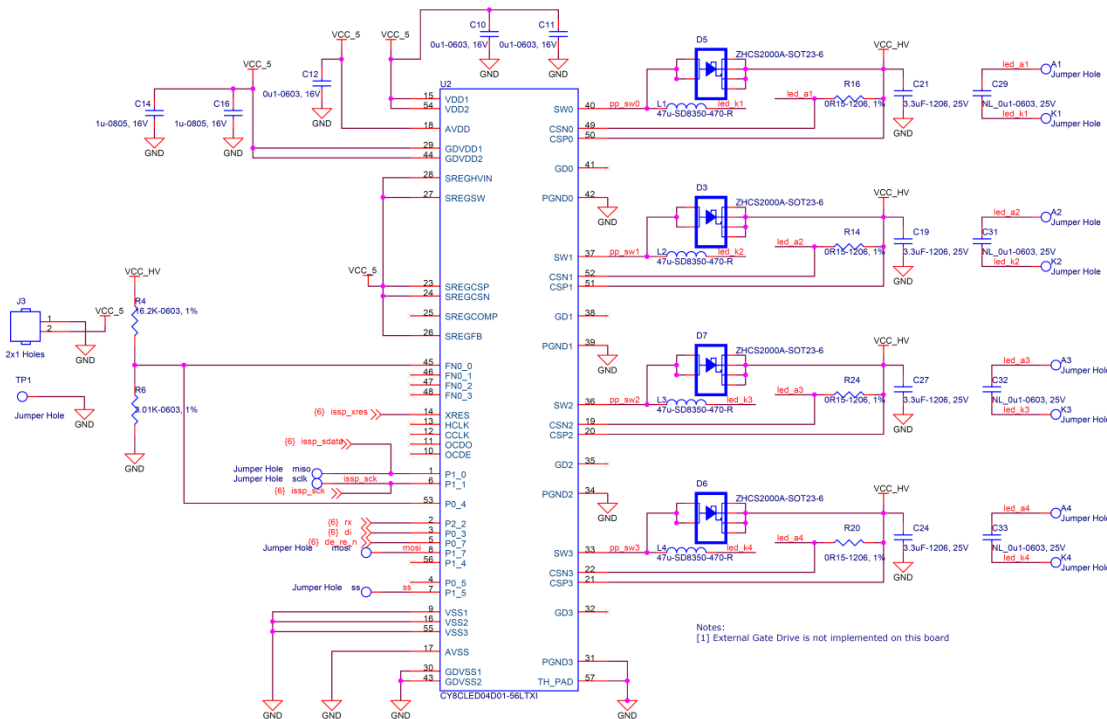 VCC_5
C10
0u1-0603, 16V
GND
C11
0u1-0603, 16V
GND
VCC_5
VCC_5
C12
0u1-0603, 16V
GND
VCC_5
C14
1u-0805, 16V
GND
C16
1u-0805, 16V
GND
U2
15 VDD1
54 VDD2
18 AVDD
29 GDVDD1
44 GDVDD2
28 SREGHVIN
27 SREGSW
VCC_5
23 SREGCSP
24 SREGCSN
25 SREGCOMP
26 SREGFB
45 FN0_0
46 FN0_1
47 FN0_2
48 FN0_3
{6} issp_xres 14 XRES
13 HCLK
12 CCLK
11 OCDO
10 OCDE
{6} issp_sdata
Jumper Hole miso 1 P1_0
Jumper Hole sclk issp_sck 6 P1_1
{6} issp_sck
53 P0_4
{6} rx 2 P2_2
{6} di 3 P0_3
{6} de_re_n 5 P0_7
Jumper Hole mosi mosi 8 P1_7
56 P1_4
4 P0_5
Jumper Hole ss ss 7 P1_5
9 VSS1
16 VSS2
55 VSS3
17 AVSS
30 GDVSS1
43 GDVSS2
GND
GND
GND
CY8CLED04D01-56LTXI
VCC_HV
R4
16.2K-0603, 1%
R6
3.01K-0603, 1%
GND
J3
1
2
2x1 Holes
VCC_5
GND
TP1
Jumper Hole
GND
SW0 40 pp_sw0
CSN0 49
CSP0 50
GD0 41
PGND0 42
GND
SW1 37 pp_sw1
CSN1 52
CSP1 51
GD1 38
PGND1 39
GND
SW2 36 pp_sw2
CSN2 19
CSP2 20
GD2 35
PGND2 34
GND
SW3 33 pp_sw3
CSN3 22
CSP3 21
GD3 32
PGND3 31
TH_PAD 57
GND
D5
ZHCS2000A-SOT23-6
L1 led_k1
47u-SD8350-470-R
led_a1
R16
0R15-1206, 1%
VCC_HV
C21
3.3uF-1206, 25V
GND
led_a1 A1
Jumper Hole
C29
NL_0u1-0603, 25V
led_k1 K1
Jumper Hole
D3
ZHCS2000A-SOT23-6
L2 led_k2
47u-SD8350-470-R
led_a2
R14
0R15-1206, 1%
VCC_HV
C19
3.3uF-1206, 25V
GND
led_a2 A2
Jumper Hole
C31
NL_0u1-0603, 25V
led_k2 K2
Jumper Hole
D7
ZHCS2000A-SOT23-6
L3 led_k3
47u-SD8350-470-R
led_a3
R24
0R15-1206, 1%
VCC_HV
C27
3.3uF-1206, 25V
GND
led_a3 A3
Jumper Hole
C32
NL_0u1-0603, 25V
led_k3 K3
Jumper Hole
D6
ZHCS2000A-SOT23-6
L4 led_k4
47u-SD8350-470-R
led_a4
R20
0R15-1206, 1%
VCC_HV
C24
3.3uF-1206, 25V
GND
led_a4 A4
Jumper Hole
C33
NL_0u1-0603, 25V
led_k4 K4
Jumper Hole
Notes:
[1] External Gate Drive is not implemented on this board